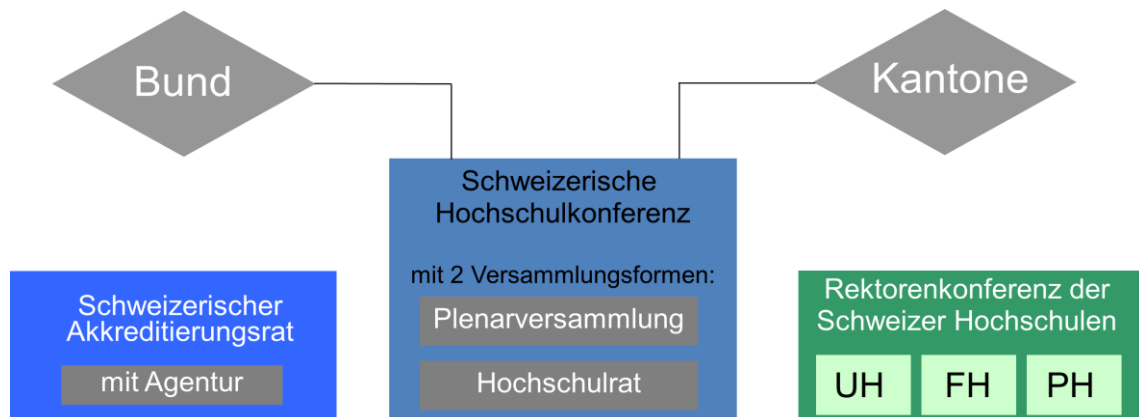 Bund
Kantone
Schweizerische
Hochschulkonferenz
mit 2 Versammlungsformen:
Plenarversammlung
Hochschulrat
Schweizerischer
Akkreditierungsrat
mit Agentur
Rektorenkonferenz der
Schweizer Hochschulen
UH FH PH